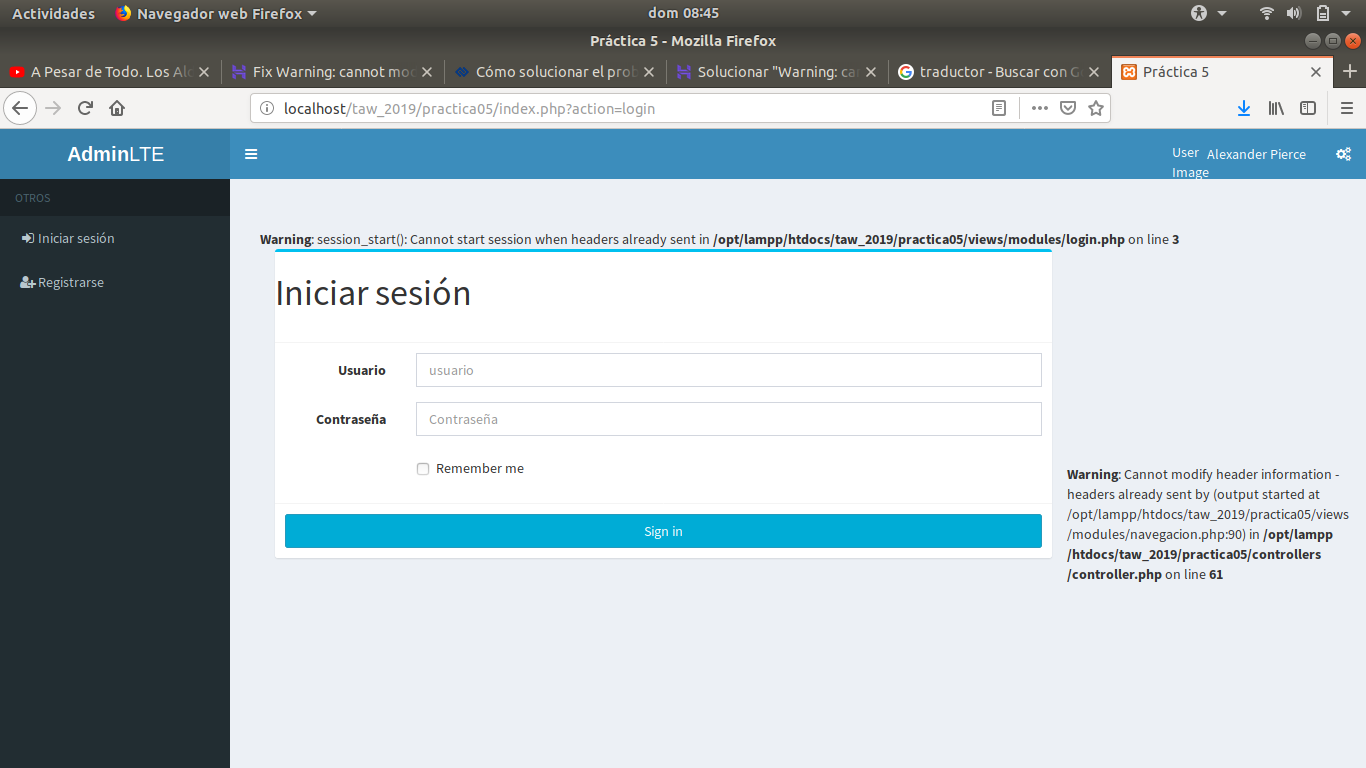 Actividades
Navegador web Firefox
dom 08:45
Práctica 5 - Mozilla Firefox
A Pesar de Todo. Los Alc
Fix Warning: cannot mod
Cómo solucionar el prob
Solucionar "Warning: ca
traductor - Buscar con G
Práctica 5
localhost/taw_2019/practica05/index.php?action=login
AdminLTE
User Image
Alexander Pierce
OTROS
Iniciar sesión
Registrarse
Warning: session_start(): Cannot start session when headers already sent in /opt/lampp/htdocs/taw_2019/practica05/views/modules/login.php on line 3
Iniciar sesión
Usuario
usuario
Contraseña
Contraseña
Remember me
Sign in
Warning: Cannot modify header information -
headers already sent by (output started at
/opt/lampp/htdocs/taw_2019/practica05/views
/modules/navegacion.php:90) in /opt/lampp
/htdocs/taw_2019/practica05/controllers
/controller.php on line 61